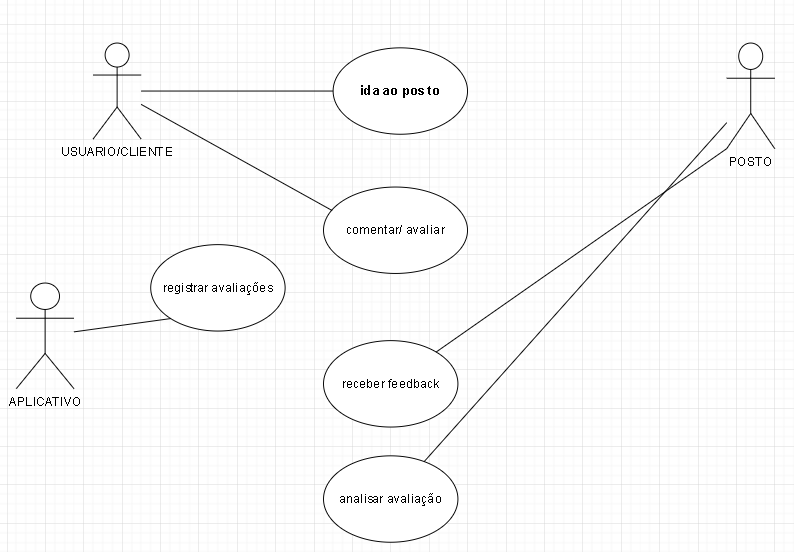 ida ao posto
USUARIO/CLIENTE
POSTO
comentar/ avaliar
registrar avaliações
receber feedback
APLICATIVO
analisar avaliação